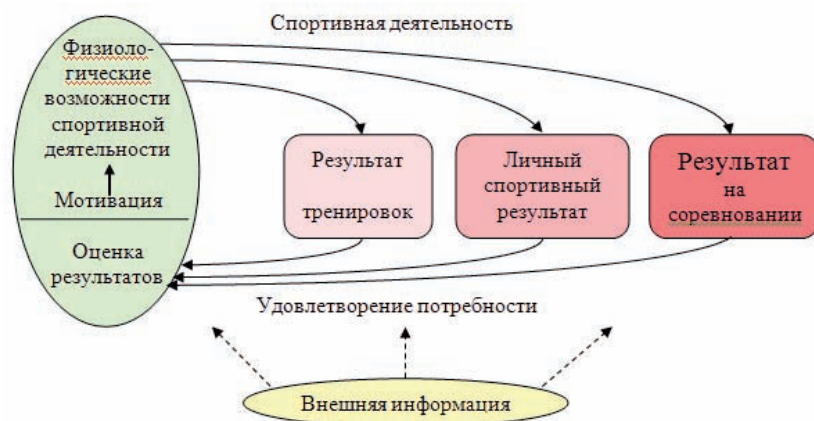 Спортивная деятельность
Физиоло-
гические
возможности
спортивной
деятельности
Мотивация
Оценка
результатов
Результат
тренировок
Личный
спортивный
результат
Результат
на
соревновании
Удовлетворение потребности
Внешняя информация